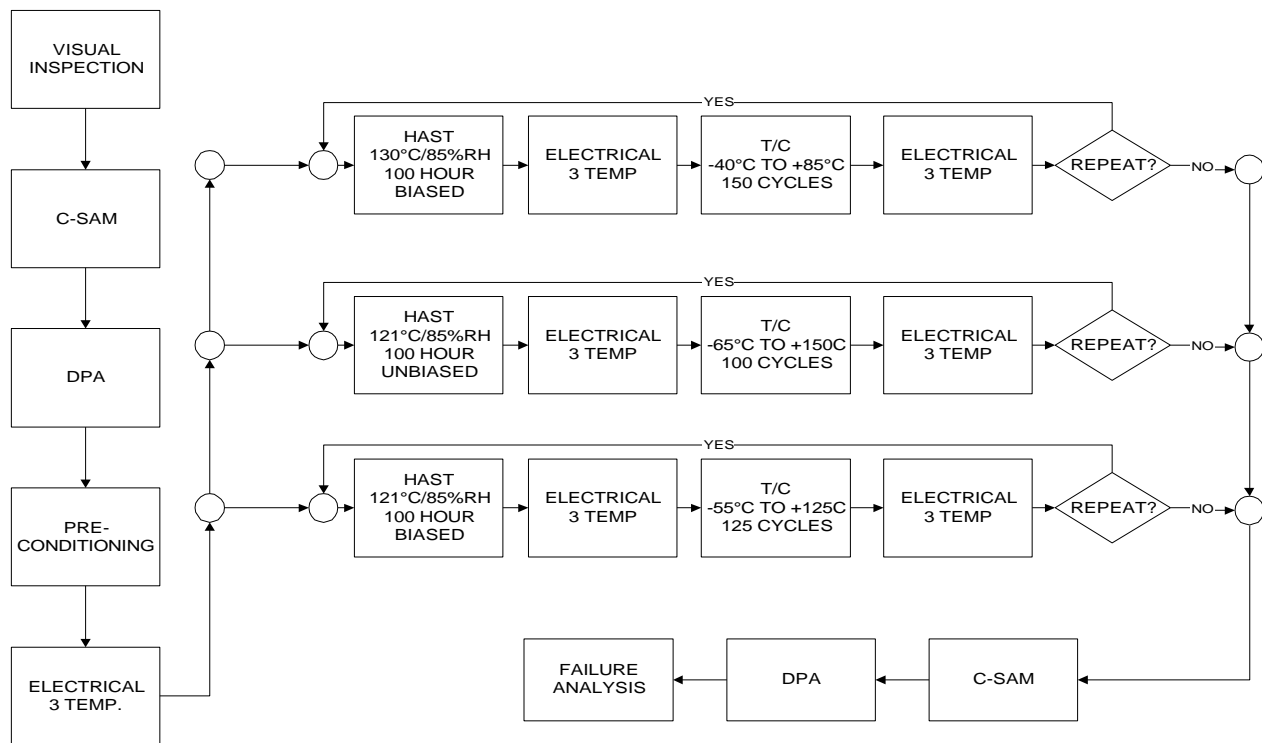 VISUAL
INSPECTION
C-SAM
DPA
PRE-
CONDITIONING
ELECTRICAL
3 TEMP.
YES
HAST
130°C/85%RH
100 HOUR
BIASED
ELECTRICAL
3 TEMP
T/C
-40°C TO +85°C
150 CYCLES
ELECTRICAL
3 TEMP
REPEAT?
NO
YES
HAST
121°C/85%RH
100 HOUR
UNBIASED
ELECTRICAL
3 TEMP
T/C
-65°C TO +150C
100 CYCLES
ELECTRICAL
3 TEMP
REPEAT?
NO
YES
HAST
121°C/85%RH
100 HOUR
BIASED
ELECTRICAL
3 TEMP
T/C
-55°C TO +125C
125 CYCLES
ELECTRICAL
3 TEMP
REPEAT?
NO
FAILURE
ANALYSIS
DPA
C-SAM